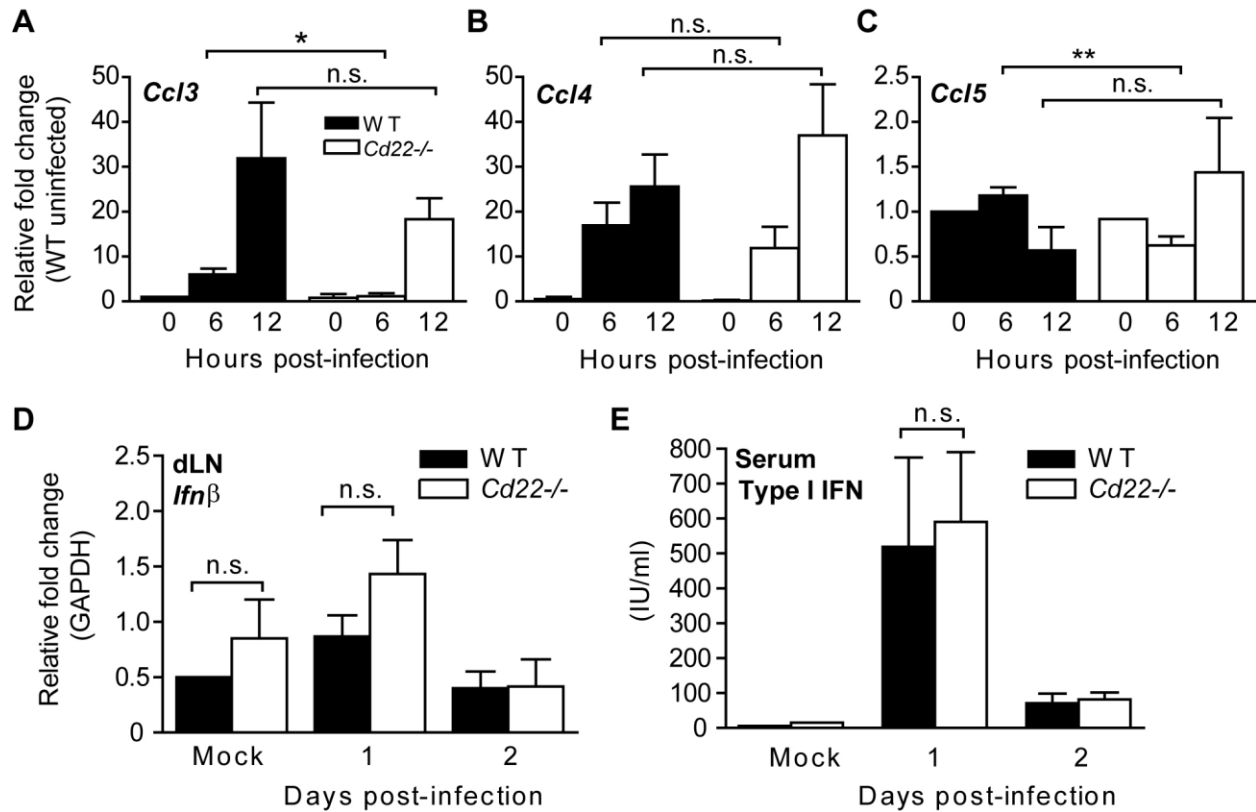 A
B
C
*
n.s.
n.s.
n.s.
**
n.s.
Relative fold change
(WT uninfected)
50
40
30
20
10
0
Ccl3
WT
Cd22-/-
0 6 12 0 6 12
Hours post-infection
50
40
30
20
10
0
Ccl4
0 6 12 0 6 12
Hours post-infection
2.5
2.0
1.5
1.0
0.5
0
Ccl5
0 6 12 0 6 12
Hours post-infection
D
Relative fold change
(GAPDH)
2.5
2.0
1.5
1.0
0.5
0
dLN
Ifnβ
WT
Cd22-/-
n.s.
n.s.
Mock 1 2
Days post-infection
E
(IU/ml)
800
700
600
500
400
300
200
100
0
Serum
Type I IFN
n.s.
WT
Cd22-/-
Mock 1 2
Days post-infection